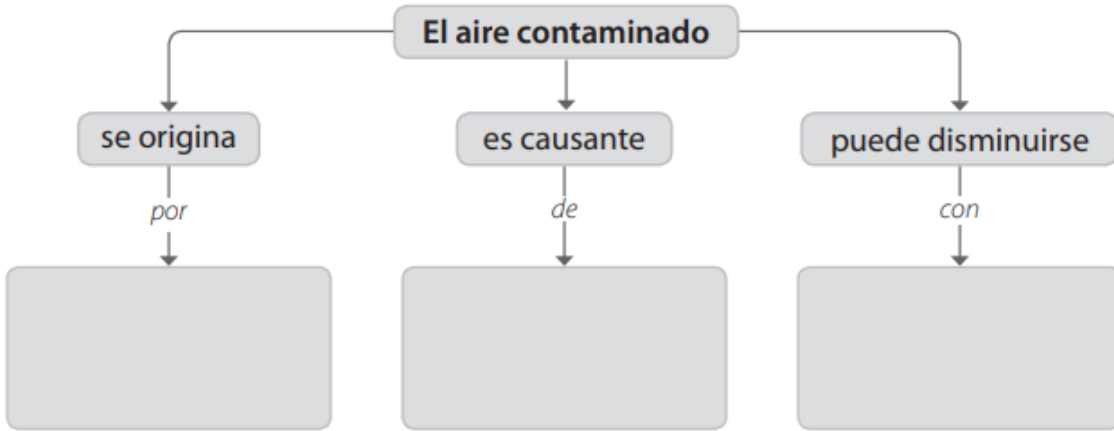 El aire contaminado
se origina
es causante
puede disminuirse
por
de
con